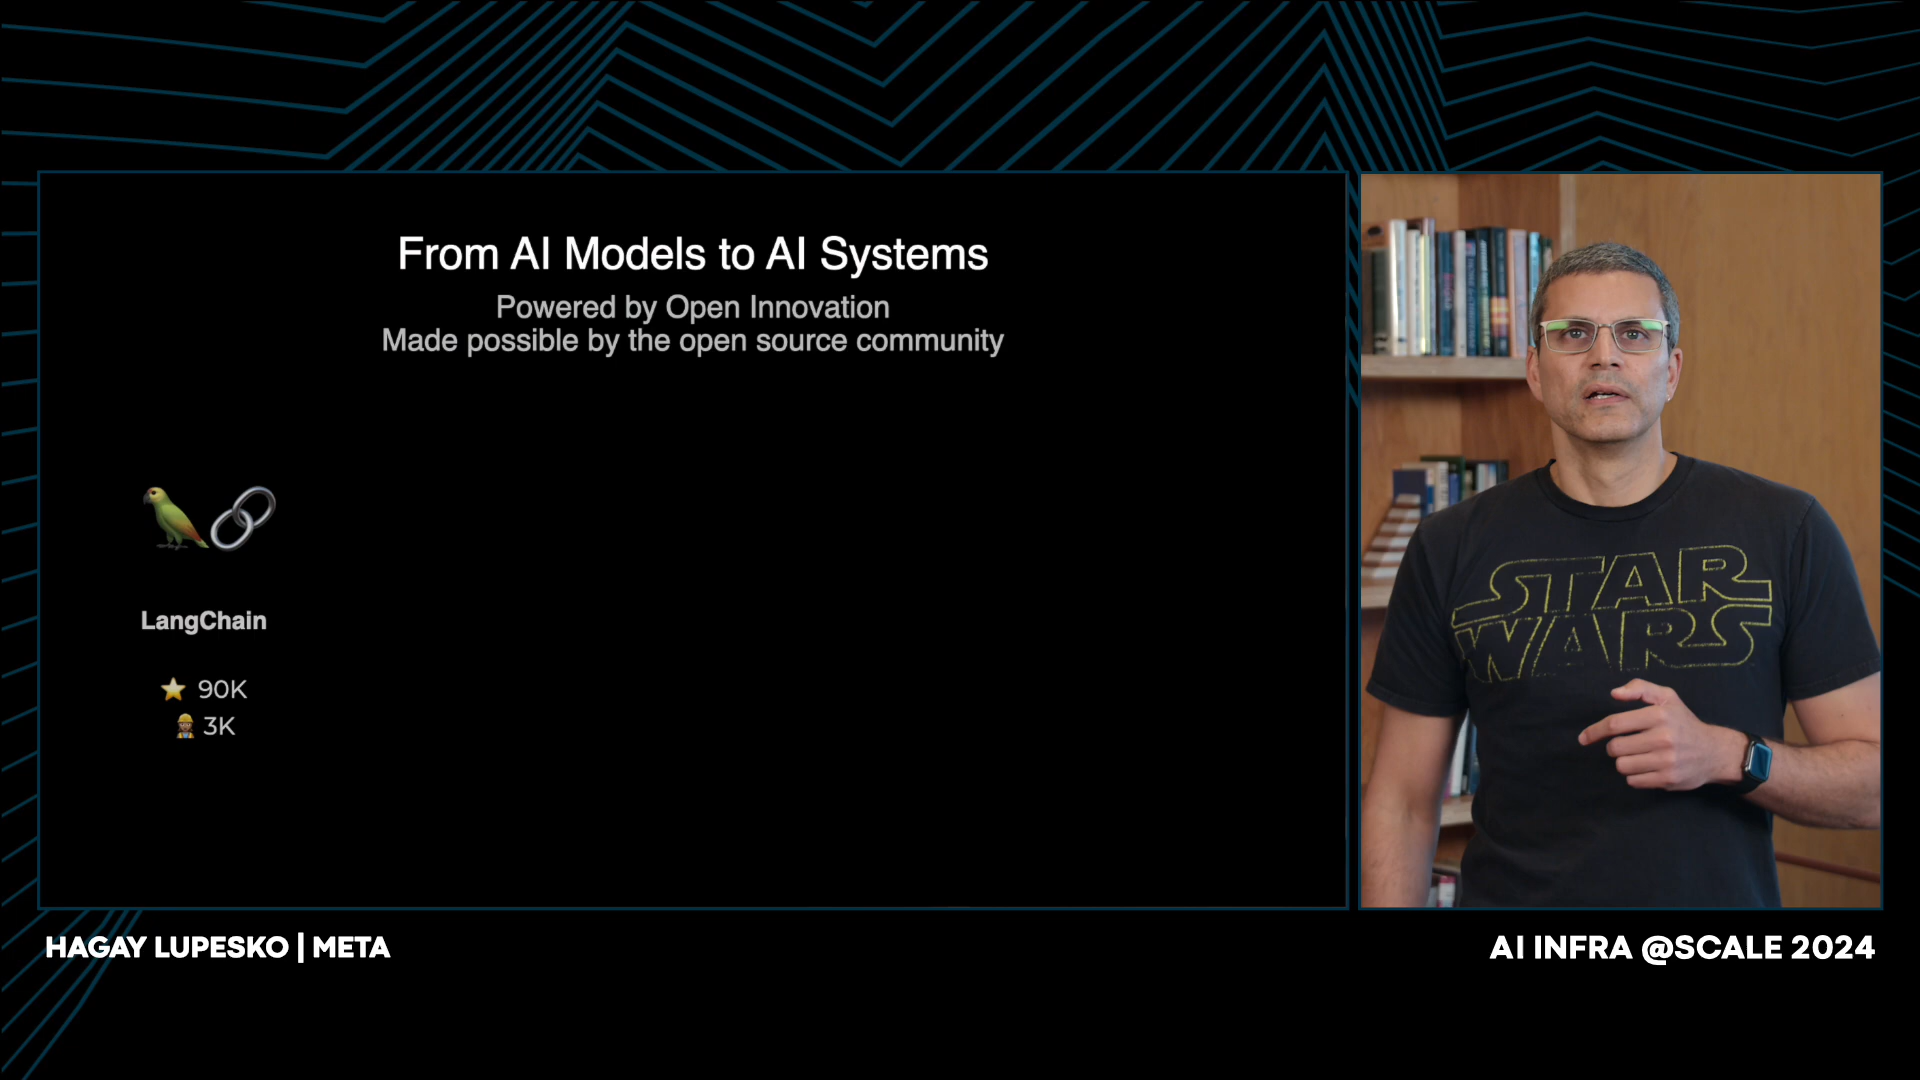 From AI Models to AI Systems
Powered by Open Innovation
Made possible by the open source community
LangChain
90K
3K
STAR
WARS
HAGAY LUPESKO | META
AI INFRA @SCALE 2024